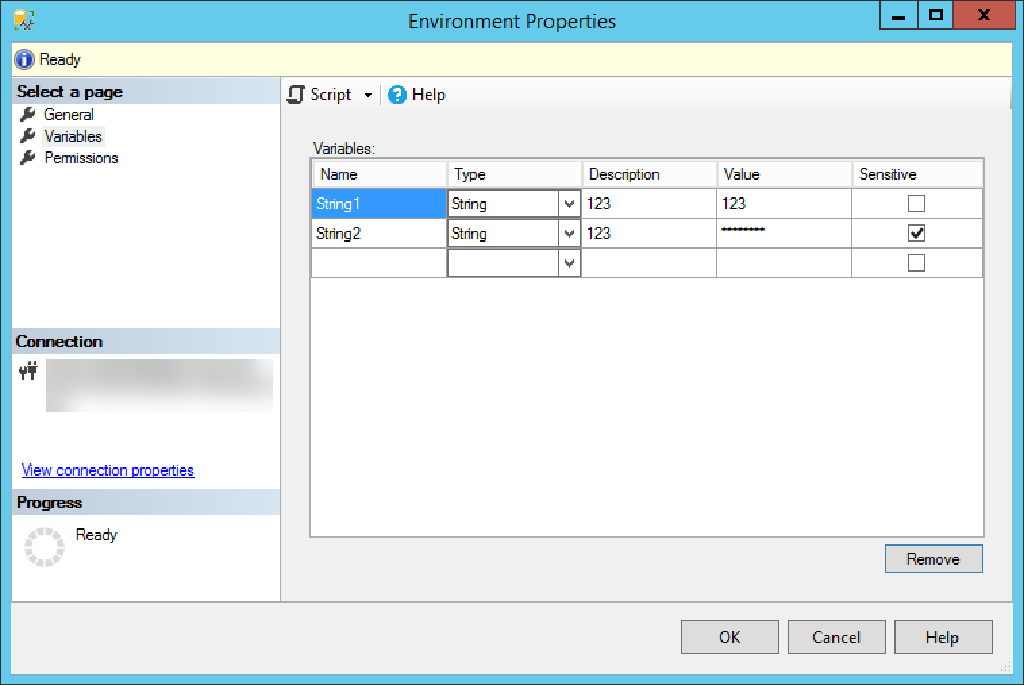 Environment Properties
Ready
Select a page
General
Variables
Permissions
Script Help
Variables:
Name Type Description Value Sensitive
String1 String 123 123
String2 String 123 ********
Remove
Connection
View connection properties
Progress
Ready
OK Cancel Help